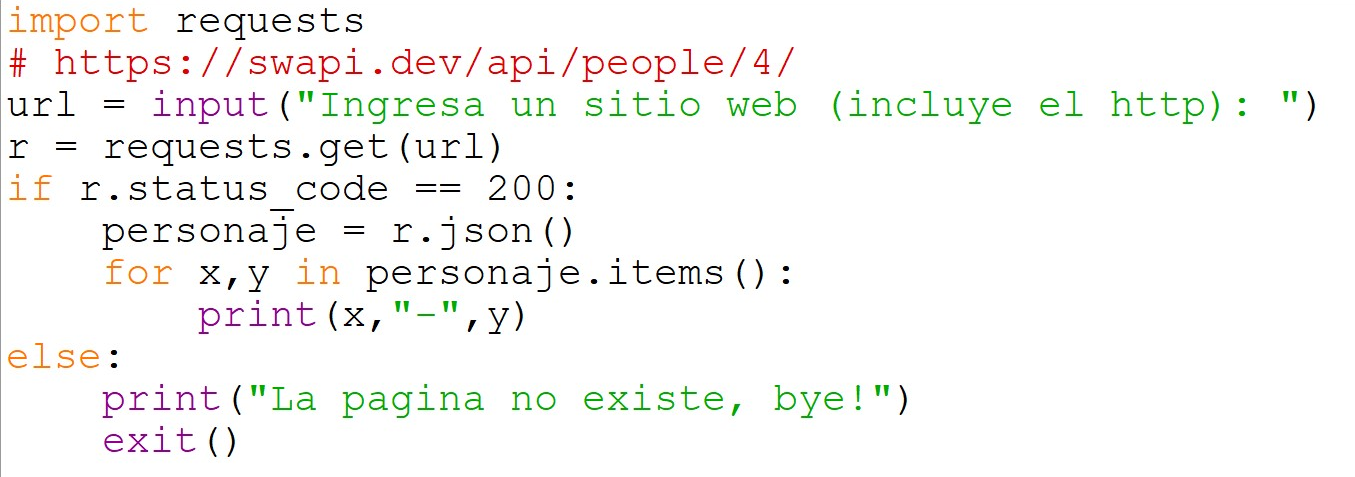 import requests
# https://swapi.dev/api/people/4/
url = input("Ingresa un sitio web (incluye el http): ")
r = requests.get(url)
if r.status_code == 200:
    personaje = r.json()
    for x,y in personaje.items():
        print(x,"-",y)
else:
    print("La pagina no existe, bye!")
    exit()